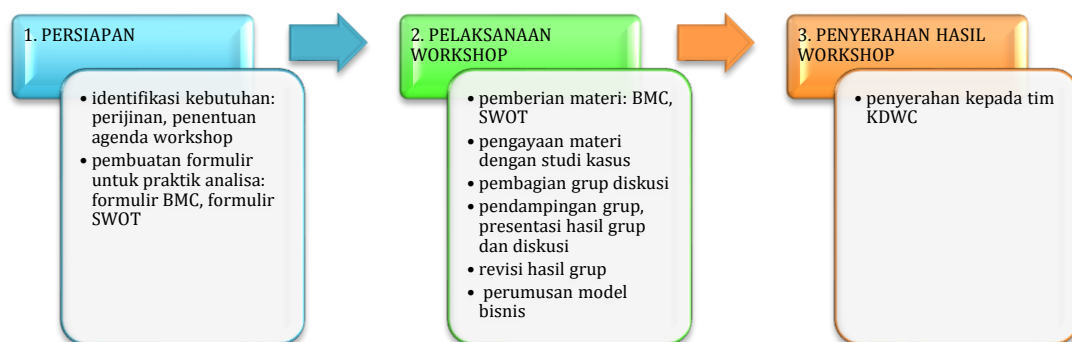 1. PERSIAPAN
• identifikasi kebutuhan:
perijinan, penentuan
agenda workshop
• pembuatan formulir
untuk praktik analisa:
formulir BMC, formulir
SWOT
2. PELAKSANAAN
WORKSHOP
• pemberian materi: BMC,
SWOT
• pengayaan materi
dengan studi kasus
• pembagian grup diskusi
• pendampingan grup,
presentasi hasil grup
dan diskusi
• revisi hasil grup
• perumusan model
bisnis
3. PENYERAHAN HASIL
WORKSHOP
• penyerahan kepada tim
KDWC